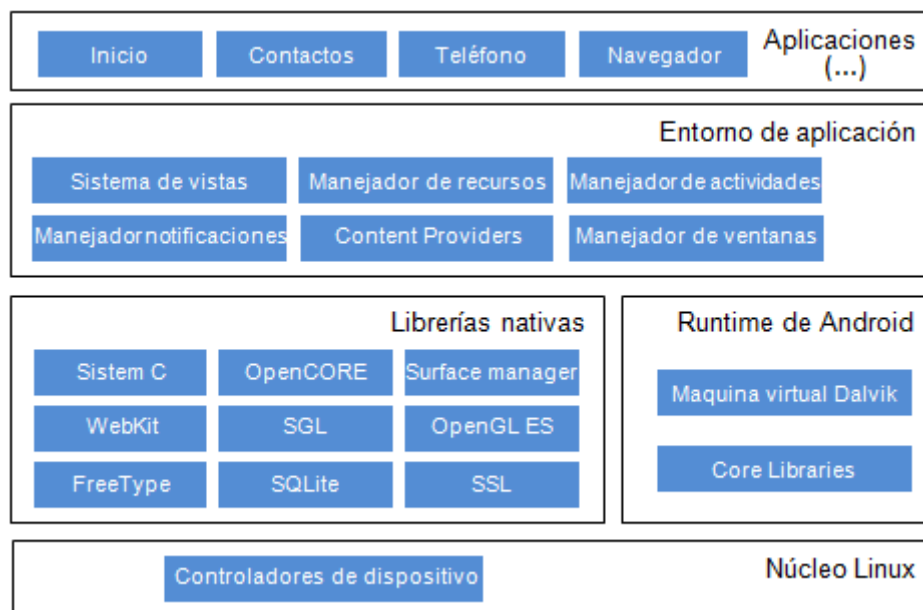 Inicio
Contactos
Teléfono
Navegador
Aplicaciones
(...)
Entorno de aplicación
Sistema de vistas
Manejador de recursos
Manejador de actividades
Manejador notificaciones
Content Providers
Manejador de ventanas
Librerías nativas
Sistem C
OpenCORE
Surface manager
WebKit
SGL
OpenGL ES
FreeType
SQLite
SSL
Runtime de Android
Maquina virtual Dalvik
Core Libraries
Núcleo Linux
Controladores de dispositivo